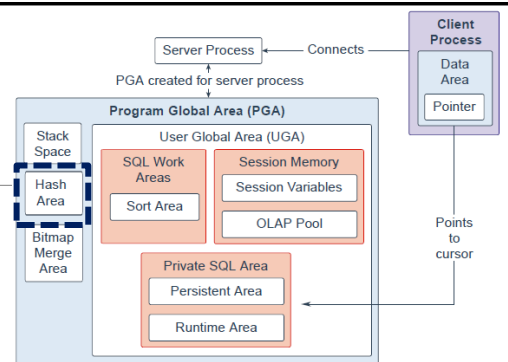 Client
Process
Server Process
Connects
Data
Area
Pointer
PGA created for server process
Program Global Area (PGA)
Stack
Space
User Global Area (UGA)
SQL Work
Areas
Sort Area
Session Memory
Session Variables
OLAP Pool
Hash
Area
Bitmap
Merge
Area
Points
to
cursor
Private SQL Area
Persistent Area
Runtime Area